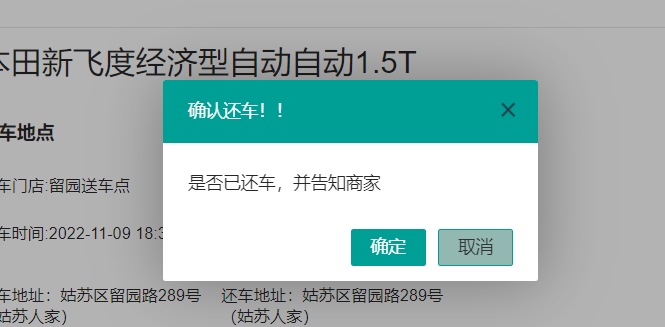 本田新飞度经济型自动自动1.5T
确认还车！！
车地点
是否已还车，并告知商家
车门店:留园送车点
车时间:2022-11-09 18:3
确定 取消
车地址：姑苏区留园路289号 还车地址：姑苏区留园路289号
姑苏人家） （姑苏人家）